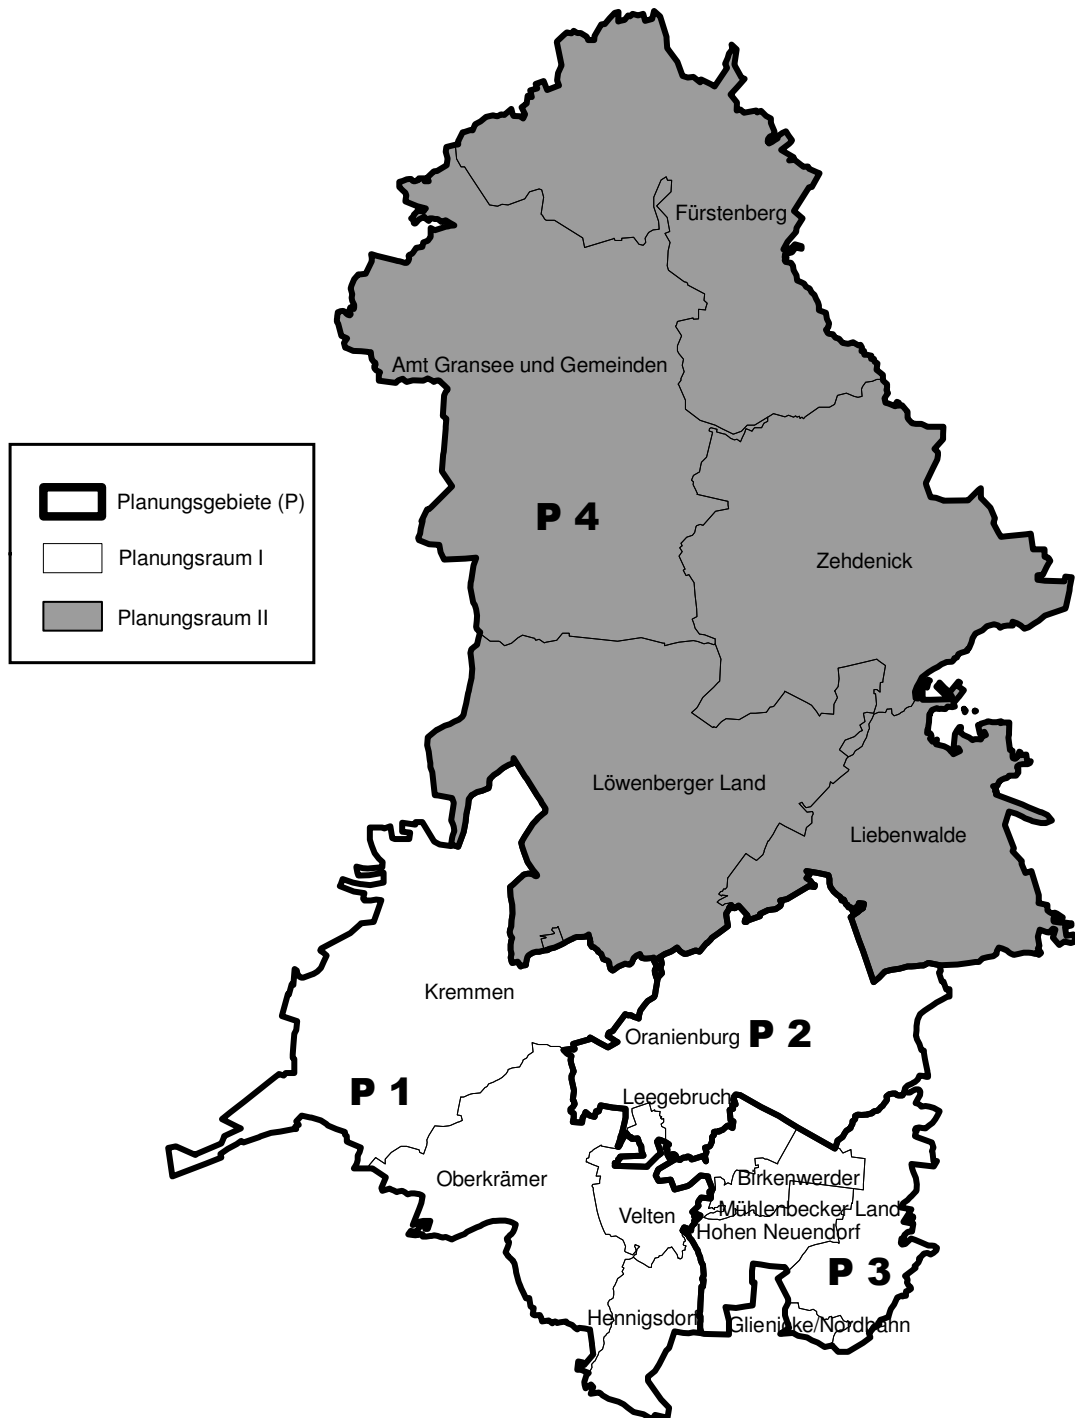 Fürstenberg
Amt Gransee und Gemeinden
Planungsgebiete (P)
P 4
Planungsraum I
Zehdenick
Planungsraum II
Löwenberger Land
Liebenwalde
Kremmen
Oranienburg P 2
P 1
Leegebruch
Oberkrämer
Birkenwerder
Velten
Mühlenbecker Land
Hohen Neuendorf
P 3
Hennigsdorf
Glienicke/Nordbahn